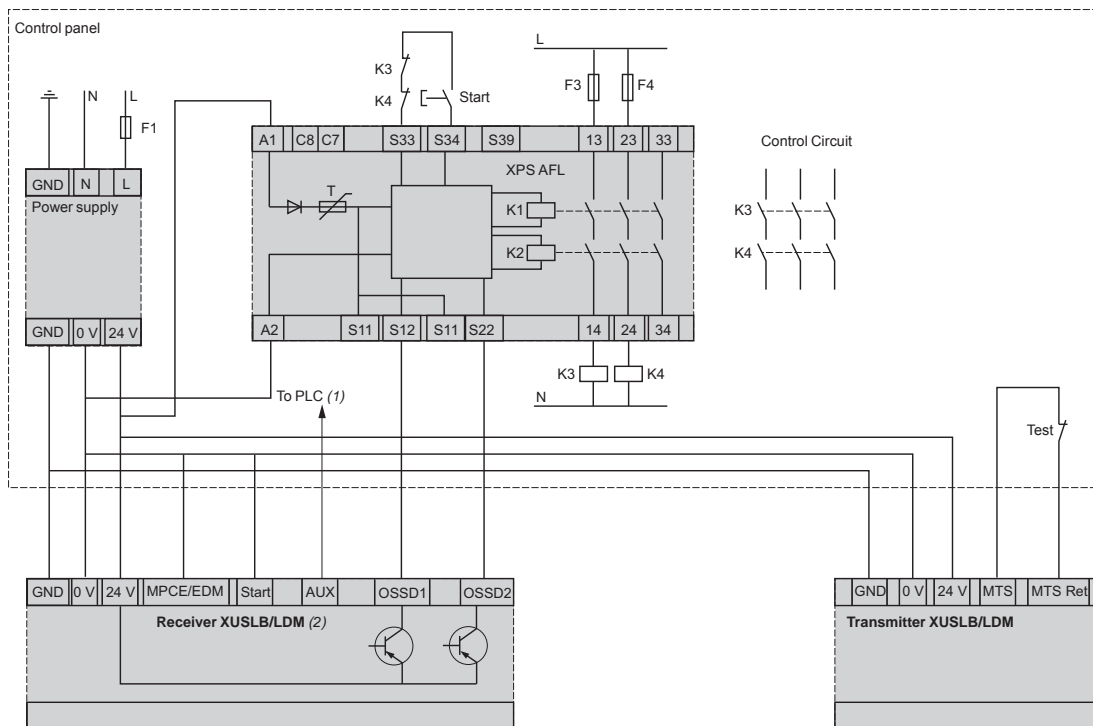 Control panel
L
K3
N
L
F3
F4
K4
Start
F1
A1
C8
C7
S33
S34
S39
13
23
33
Control Circuit
XPS AFL
GND
N
L
T
Power supply
K1
K3
K2
K4
GND
0 V
24 V
A2
S11
S12
S11
S22
14
24
34
K3
K4
To PLC (1)
N
Test
GND
0 V
24 V
MPCE/EDM
Start
AUX
OSSD1
OSSD2
GND
0 V
24 V
MTS
MTS Ret
Receiver XUSLB/LDM (2)
Transmitter XUSLB/LDM